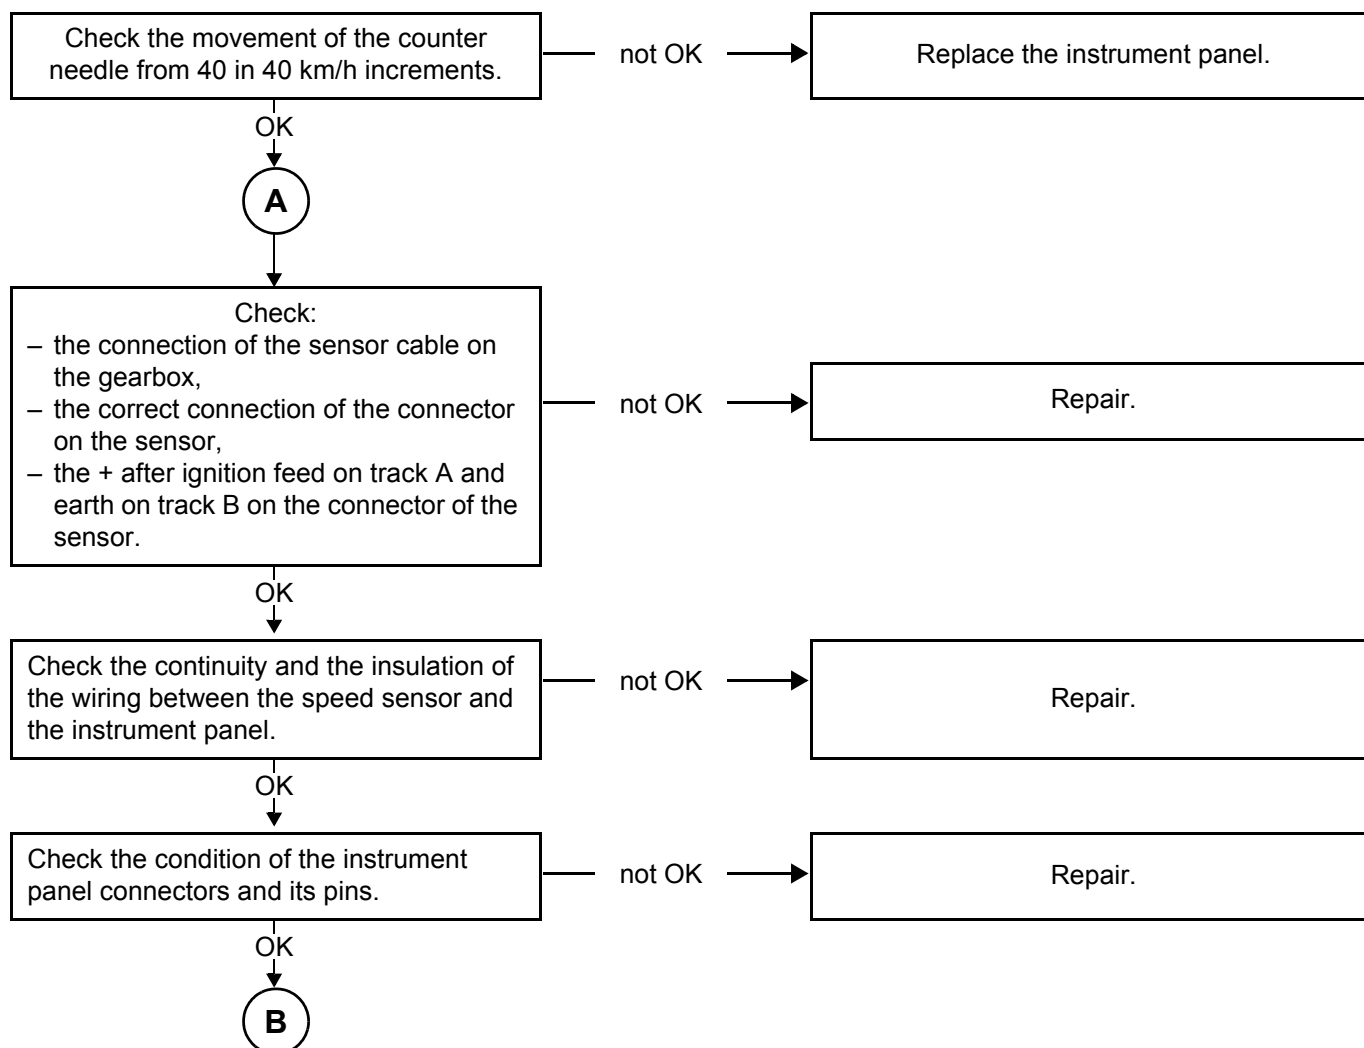 Check the movement of the counter
needle from 40 in 40 km/h increments.
not OK
Replace the instrument panel.
OK
A
Check:
– the connection of the sensor cable on
the gearbox,
– the correct connection of the connector
on the sensor,
– the + after ignition feed on track A and
earth on track B on the connector of the
sensor.
not OK
Repair.
OK
Check the continuity and the insulation of
the wiring between the speed sensor and
the instrument panel.
not OK
Repair.
OK
Check the condition of the instrument
panel connectors and its pins.
not OK
Repair.
OK
B